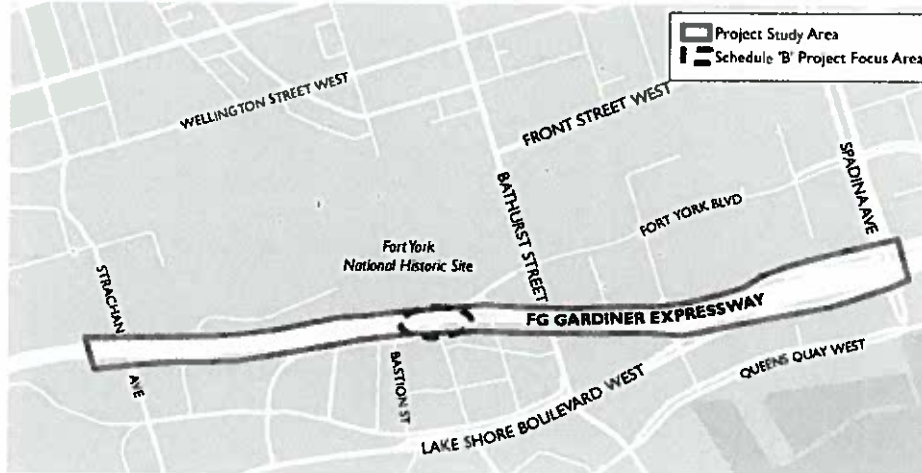 Project Study Area
Schedule "B" Project Focus Area
WELLINGTON STREET WEST
FRONT STREET WEST
BATHURST STREET
SPADINA AVE
FORT YORK BLVD
Fort York
National Historic Site
STRACHAN AVE
FG GARDINER EXPRESSWAY
BASTION ST
QUEENS QUAY WEST
LAKE SHORE BOULEVARD WEST